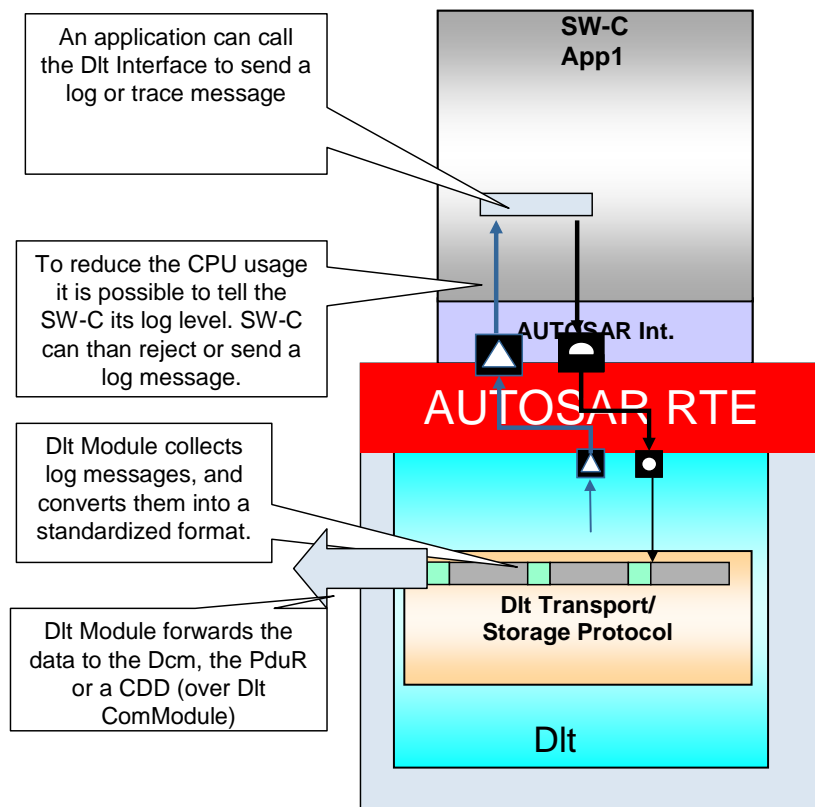 An application can call
the Dlt Interface to send a
log or trace message
To reduce the CPU usage
it is possible to tell the
SW-C its log level. SW-C
can than reject or send a
log message.
Dlt Module collects
log messages, and
converts them into a
standardized format.
Dlt Module forwards the
data to the Dcm, the PduR
or a CDD (over Dlt
ComModule)
SW-C
App1
AUTOSAR Int.
AUTOSAR RTE
Dlt Transport/
Storage Protocol
Dlt